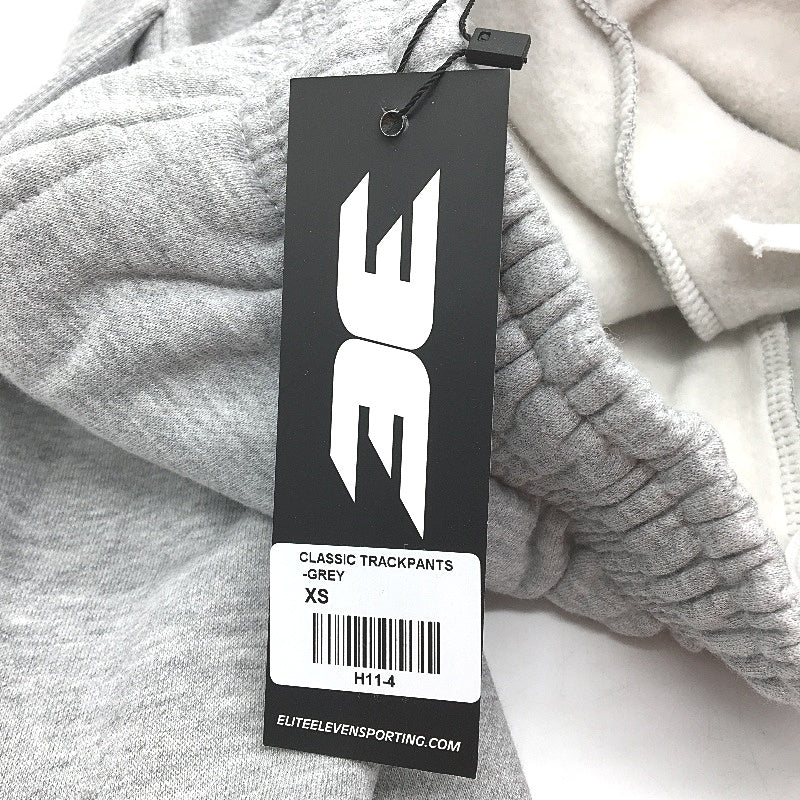 CLASSIC TRACKPANTS
-GREY
XS
H11-4
ELITEELEVENSPORTING.COM